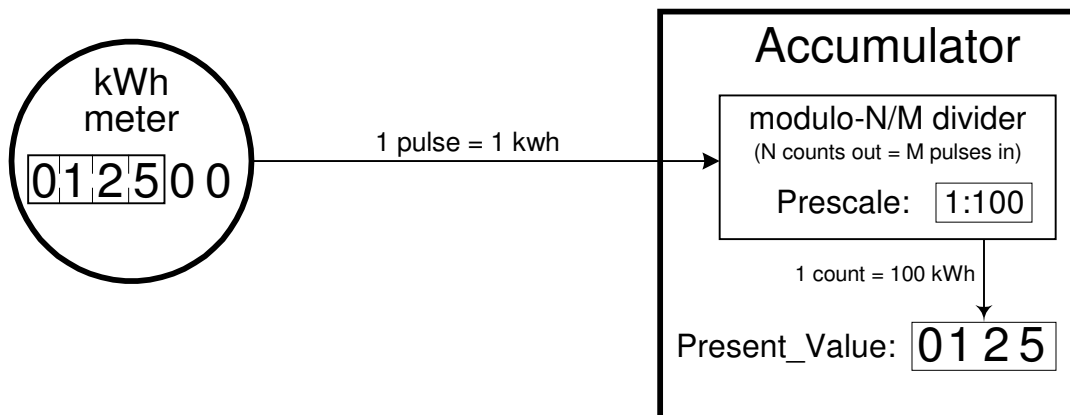 kWh
meter
012500
1 pulse = 1 kwh
Accumulator
modulo-N/M divider
(N counts out = M pulses in)
Prescale: 1:100
1 count = 100 kWh
Present_Value: 0125